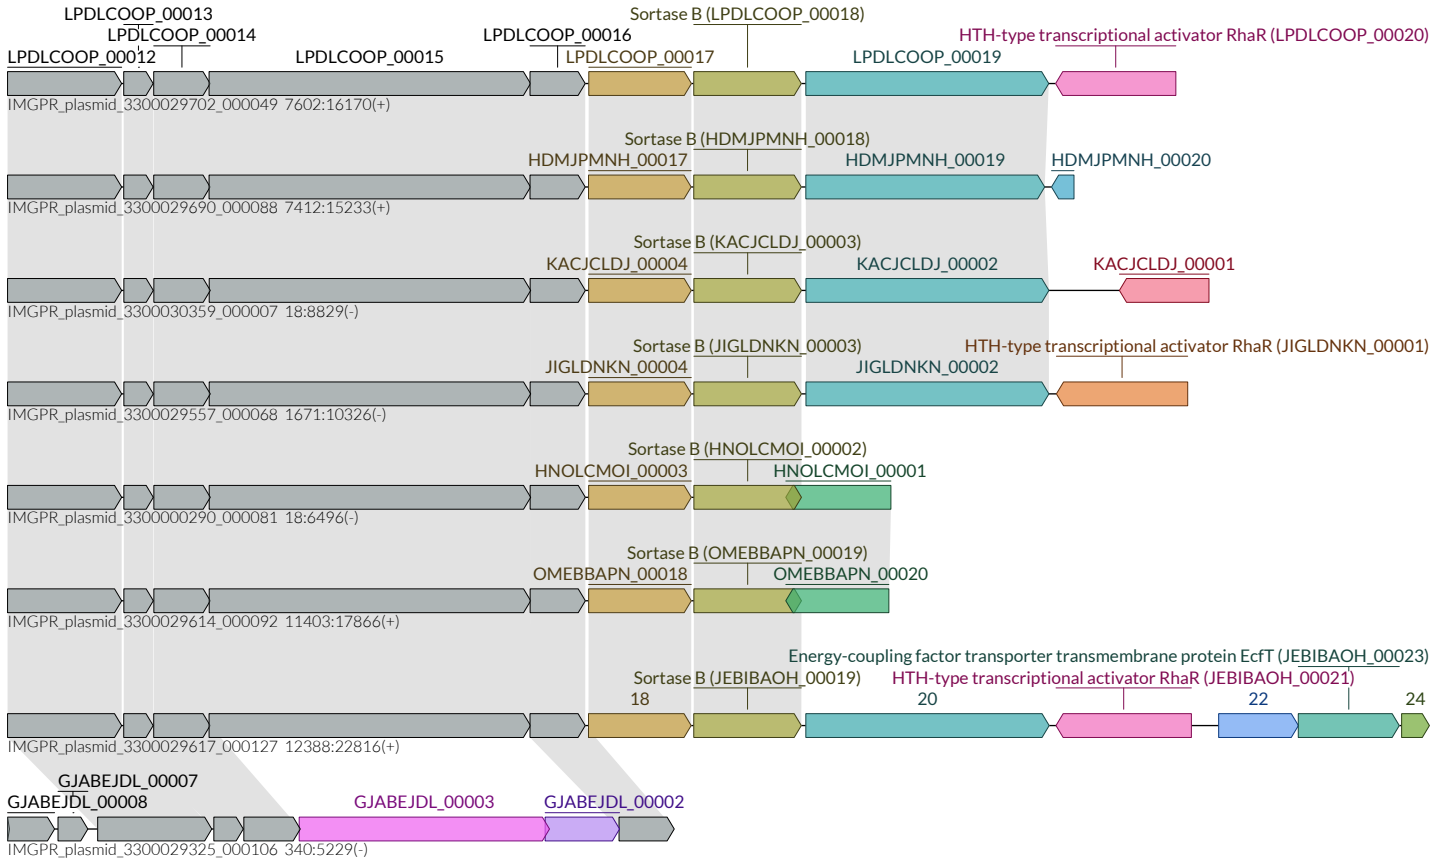 LPDLCOOP_00013
Sortase B (LPDLCOOP_00018)
LPDLCOOP_00014
LPDLCOOP_00016
HTH-type transcriptional activator RhaR (LPDLCOOP_00020)
LPDLCOOP_00012
LPDLCOOP_00015
LPDLCOOP_00017
LPDLCOOP_00019
IMGPR_plasmid_3300029702_000049 7602:16170(+)
Sortase B (HDMJPMNH_00018)
HDMJPMNH_00017
HDMJPMNH_00019
HDMJPMNH_00020
IMGPR_plasmid_3300029690_000088 7412:15233(+)
Sortase B (KACJCLDJ_00003)
KACJCLDJ_00004
KACJCLDJ_00002
KACJCLDJ_00001
IMGPR_plasmid_3300030359_000007 18:8829(-)
Sortase B (JIGLDNKN_00003)
HTH-type transcriptional activator RhaR (JIGLDNKN_00001)
JIGLDNKN_00004
JIGLDNKN_00002
IMGPR_plasmid_3300029557_000068 1671:10326(-)
Sortase B (HNOLCMOI_00002)
HNOLCMOI_00003
HNOLCMOI_00001
IMGPR_plasmid_3300000290_000081 18:6496(-)
Sortase B (OMEBBAPN_00019)
OMEBBAPN_00018
OMEBBAPN_00020
IMGPR_plasmid_3300029614_000092 11403:17866(+)
Energy-coupling factor transporter transmembrane protein EcfT (JEBIBAOH_00023)
Sortase B (JEBIBAOH_00019)
HTH-type transcriptional activator RhaR (JEBIBAOH_00021)
18
20
22
24
IMGPR_plasmid_3300029617_000127 12388:22816(+)
GJABEJDL_00007
GJABEJDL_00008
GJABEJDL_00003
GJABEJDL_00002
IMGPR_plasmid_3300029325_000106 340:5229(-)